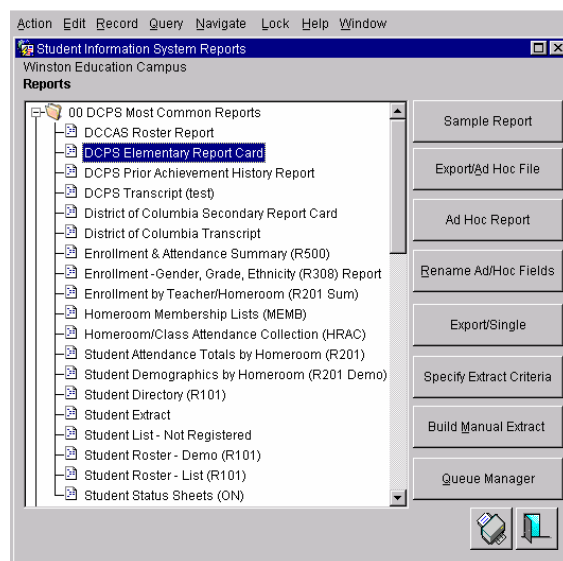 Action Edit Record Query Navigate Lock Help Window
Student Information System Reports
Winston Education Campus
Reports
00 DCPS Most Common Reports
DCCAS Roster Report
DCPS Elementary Report Card
DCPS Prior Achievement History Report
DCPS Transcript (test)
District of Columbia Secondary Report Card
District of Columbia Transcript
Enrollment & Attendance Summary (R500)
Enrollment -Gender, Grade, Ethnicity (R308) Report
Enrollment by Teacher/Homeroom (R201 Sum)
Homeroom Membership Lists (MEMB)
Homeroom/Class Attendance Collection (HRAC)
Student Attendance Totals by Homeroom (R201)
Student Demographics by Homeroom (R201 Demo)
Student Directory (R101)
Student Extract
Student List - Not Registered
Student Roster - Demo (R101)
Student Roster - List (R101)
Student Status Sheets (ON)
Sample Report
Export/Ad Hoc File
Ad Hoc Report
Rename Ad/Hoc Fields
Export/Single
Specify Extract Criteria
Build Manual Extract
Queue Manager